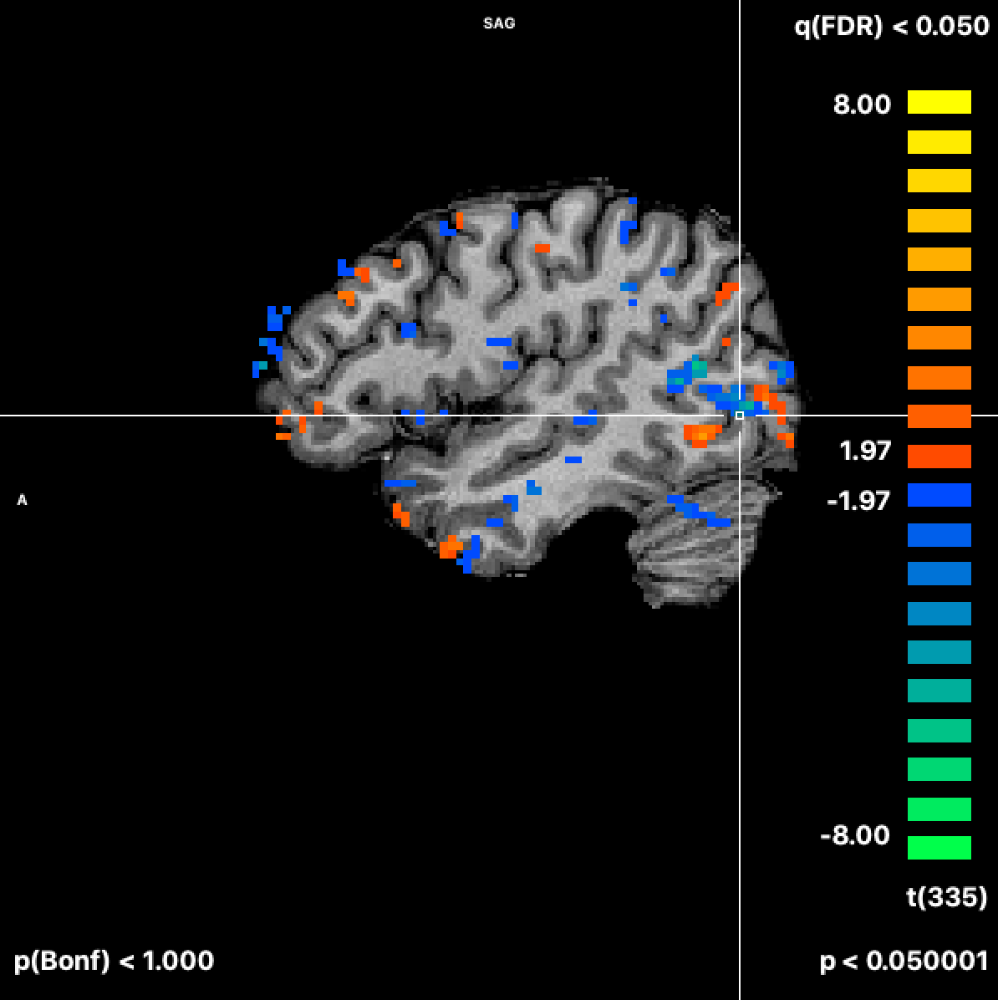 SAG
q(FDR) < 0.050
8.00
1.97
-1.97
A
-8.00
t(335)
p(Bonf) < 1.000
p < 0.050001